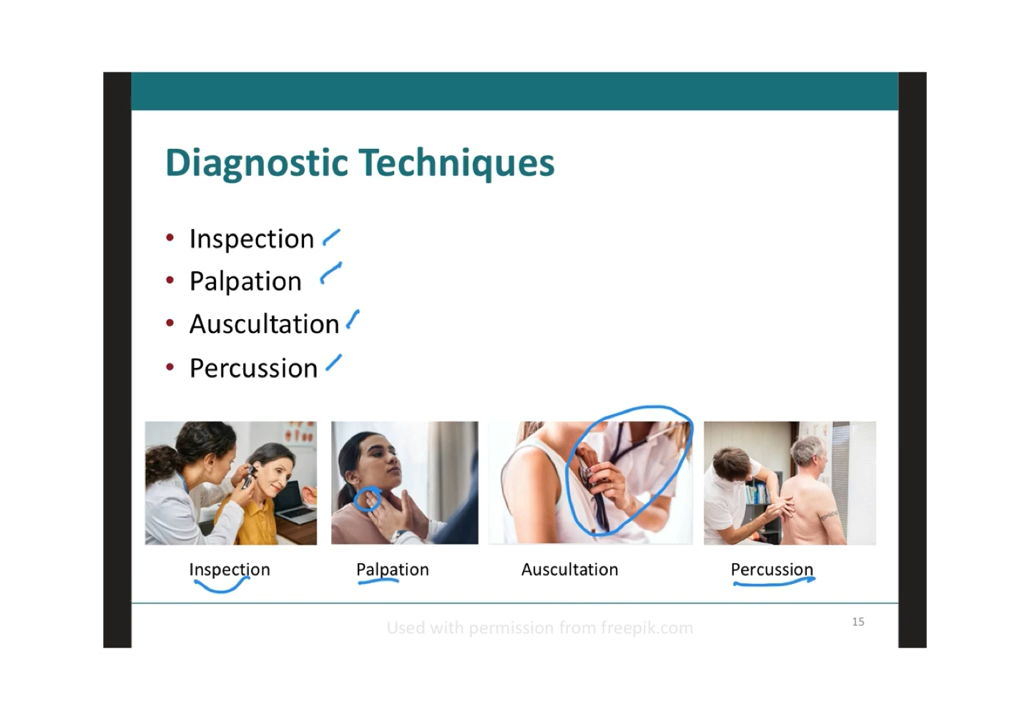 Diagnostic Techniques
• Inspection
• Palpation
• Auscultation
• Percussion
Inspection Palpation Auscultation Percussion
Used with permission from freepik.com
15